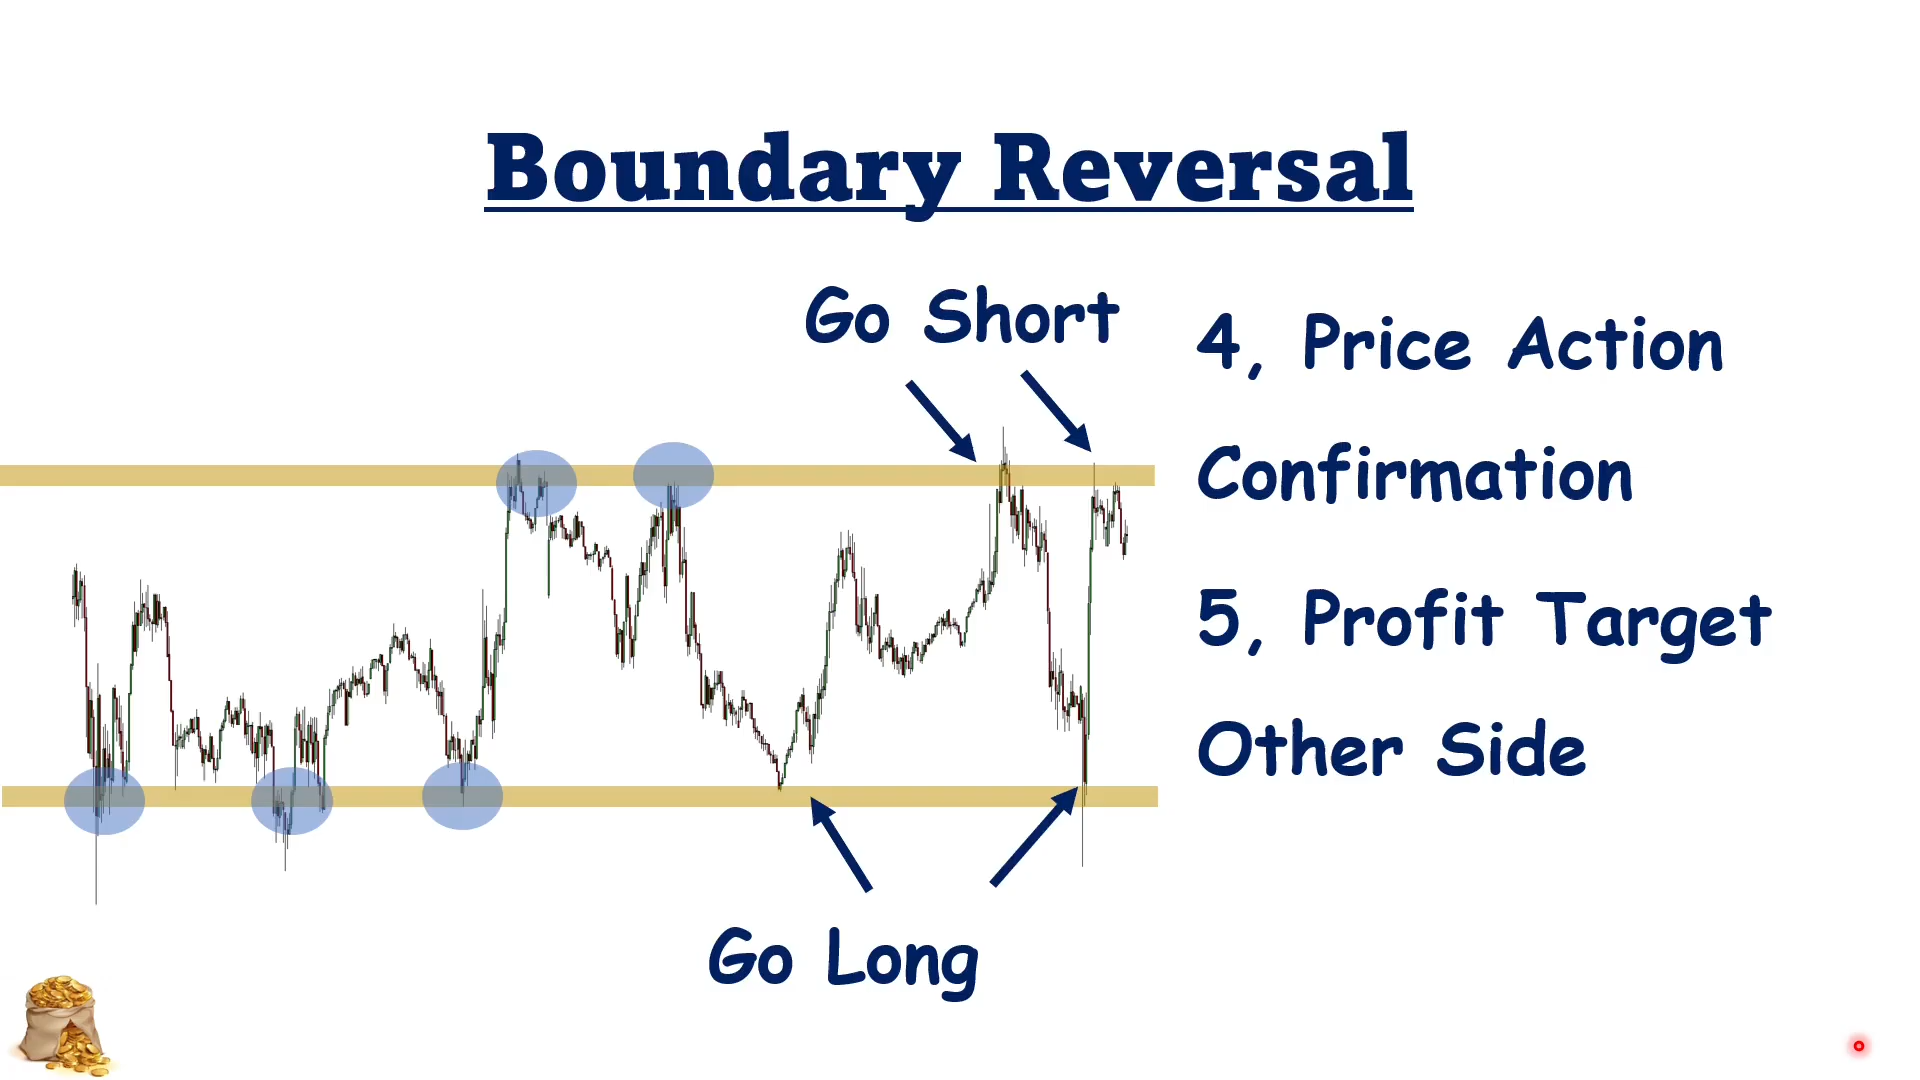 Boundary Reversal
Go Short
4, Price Action
Confirmation
5, Profit Target
Other Side
Go Long